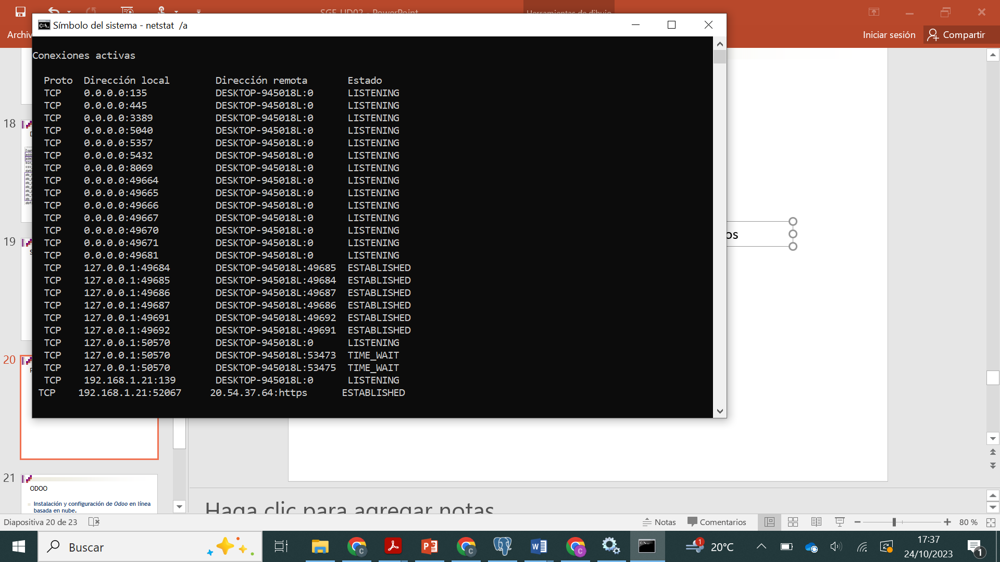 SGE UD02 - PowerPoint
Herramientas de dibujo
Archiv
Iniciar sesión
Compartir
Símbolo del sistema - netstat /a
Conexiones activas
Proto Dirección local Dirección remota Estado
TCP 0.0.0.0:135 DESKTOP-945018L:0 LISTENING
TCP 0.0.0.0:445 DESKTOP-945018L:0 LISTENING
TCP 0.0.0.0:3389 DESKTOP-945018L:0 LISTENING
TCP 0.0.0.0:5040 DESKTOP-945018L:0 LISTENING
TCP 0.0.0.0:5357 DESKTOP-945018L:0 LISTENING
TCP 0.0.0.0:5432 DESKTOP-945018L:0 LISTENING
TCP 0.0.0.0:8069 DESKTOP-945018L:0 LISTENING
TCP 0.0.0.0:49664 DESKTOP-945018L:0 LISTENING
TCP 0.0.0.0:49665 DESKTOP-945018L:0 LISTENING
TCP 0.0.0.0:49666 DESKTOP-945018L:0 LISTENING
TCP 0.0.0.0:49667 DESKTOP-945018L:0 LISTENING
TCP 0.0.0.0:49670 DESKTOP-945018L:0 LISTENING
TCP 0.0.0.0:49671 DESKTOP-945018L:0 LISTENING
TCP 0.0.0.0:49681 DESKTOP-945018L:0 LISTENING
TCP 127.0.0.1:49684 DESKTOP-945018L:49685 ESTABLISHED
TCP 127.0.0.1:49685 DESKTOP-945018L:49684 ESTABLISHED
TCP 127.0.0.1:49686 DESKTOP-945018L:49687 ESTABLISHED
TCP 127.0.0.1:49687 DESKTOP-945018L:49686 ESTABLISHED
TCP 127.0.0.1:49691 DESKTOP-945018L:49692 ESTABLISHED
TCP 127.0.0.1:49692 DESKTOP-945018L:49691 ESTABLISHED
TCP 127.0.0.1:50570 DESKTOP-945018L:0 LISTENING
TCP 127.0.0.1:50570 DESKTOP-945018L:53473 TIME_WAIT
TCP 127.0.0.1:50570 DESKTOP-945018L:53475 TIME_WAIT
TCP 192.168.1.21:139 DESKTOP-945018L:0 LISTENING
TCP 192.168.1.21:52067 20.54.37.64:https ESTABLISHED
os
18
19
20
21
ODOO
Instalación y configuración de Odoo en línea
basada en nube.
Haga clic para agregar notas
Diapositiva 20 de 23
Notas
Comentarios
80 %
Buscar
1
20°C
17:37
24/10/2023
1